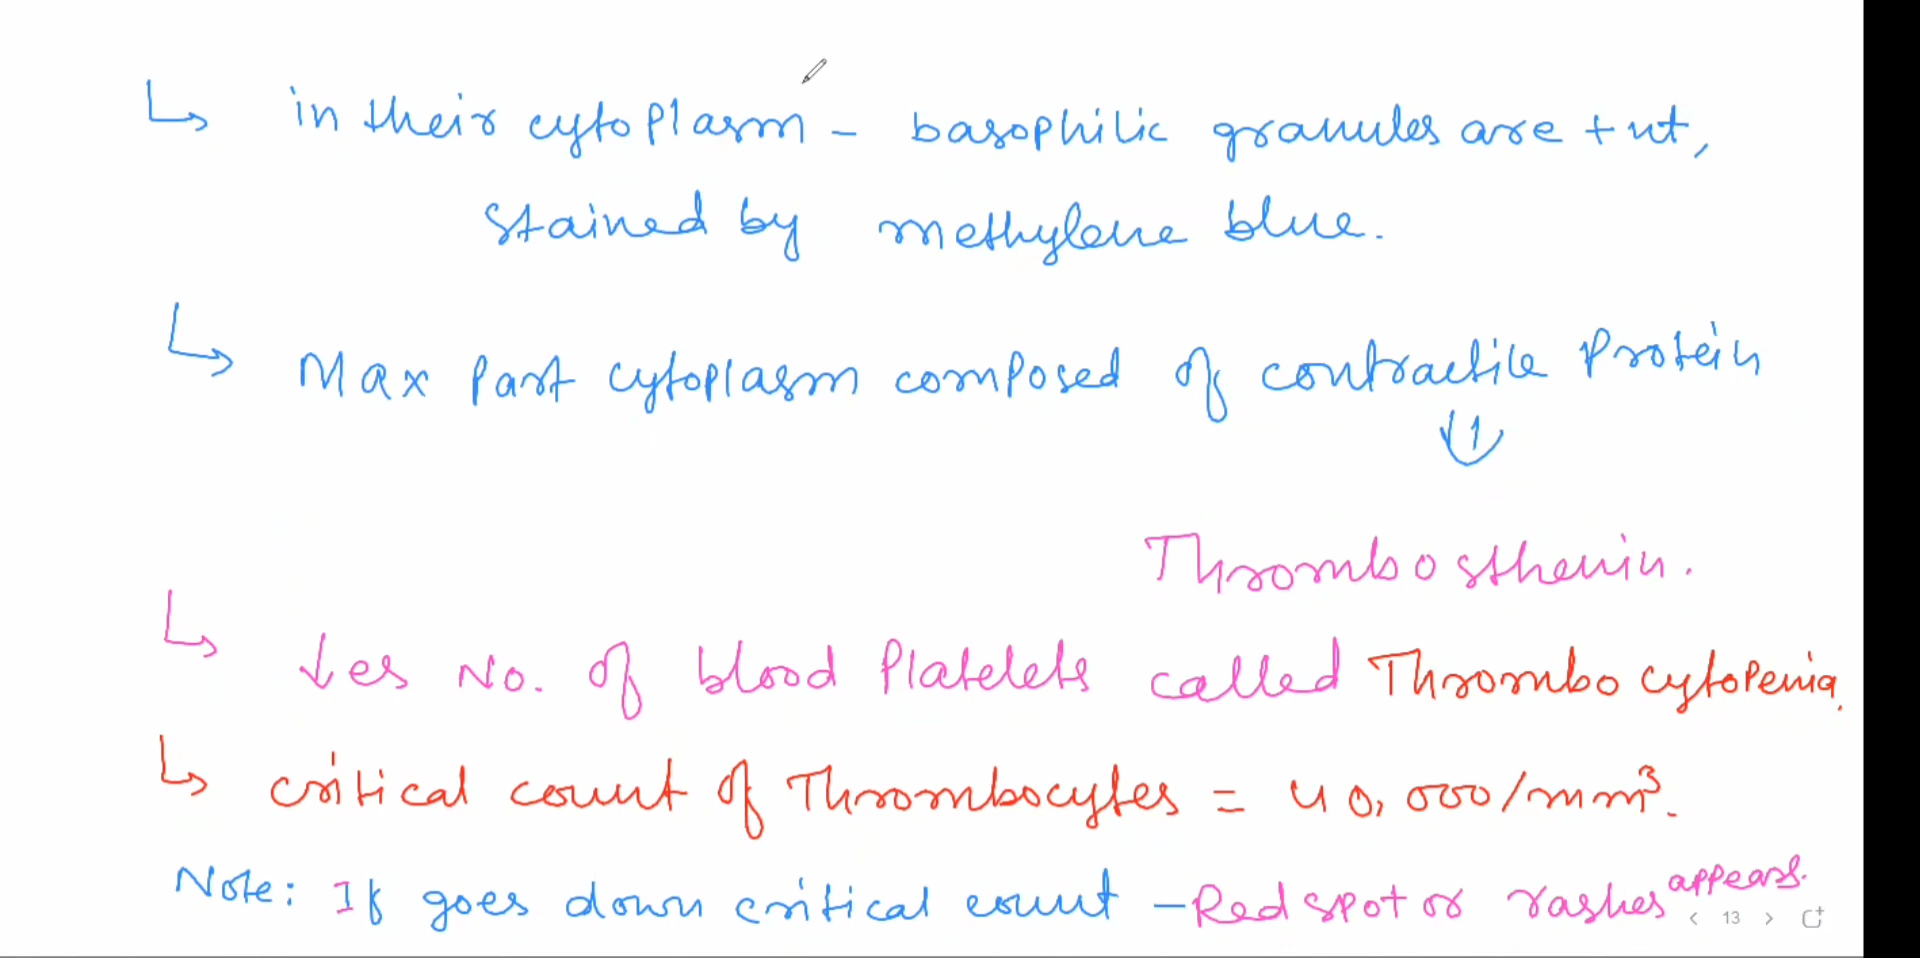 ↳ in their cytoplasm - basophilic granules are +nt,
stained by methylene blue.
↳ Max Part cytoplasm composed of contractile Protein
Thrombosthenin.
↳ ↓es No. of blood Platelets called Thrombocytopenia.
↳ critical count of Thrombocytes = 40,000/mm³.
Note: If goes down critical count - Red spot or rashes appears.
< 13 >